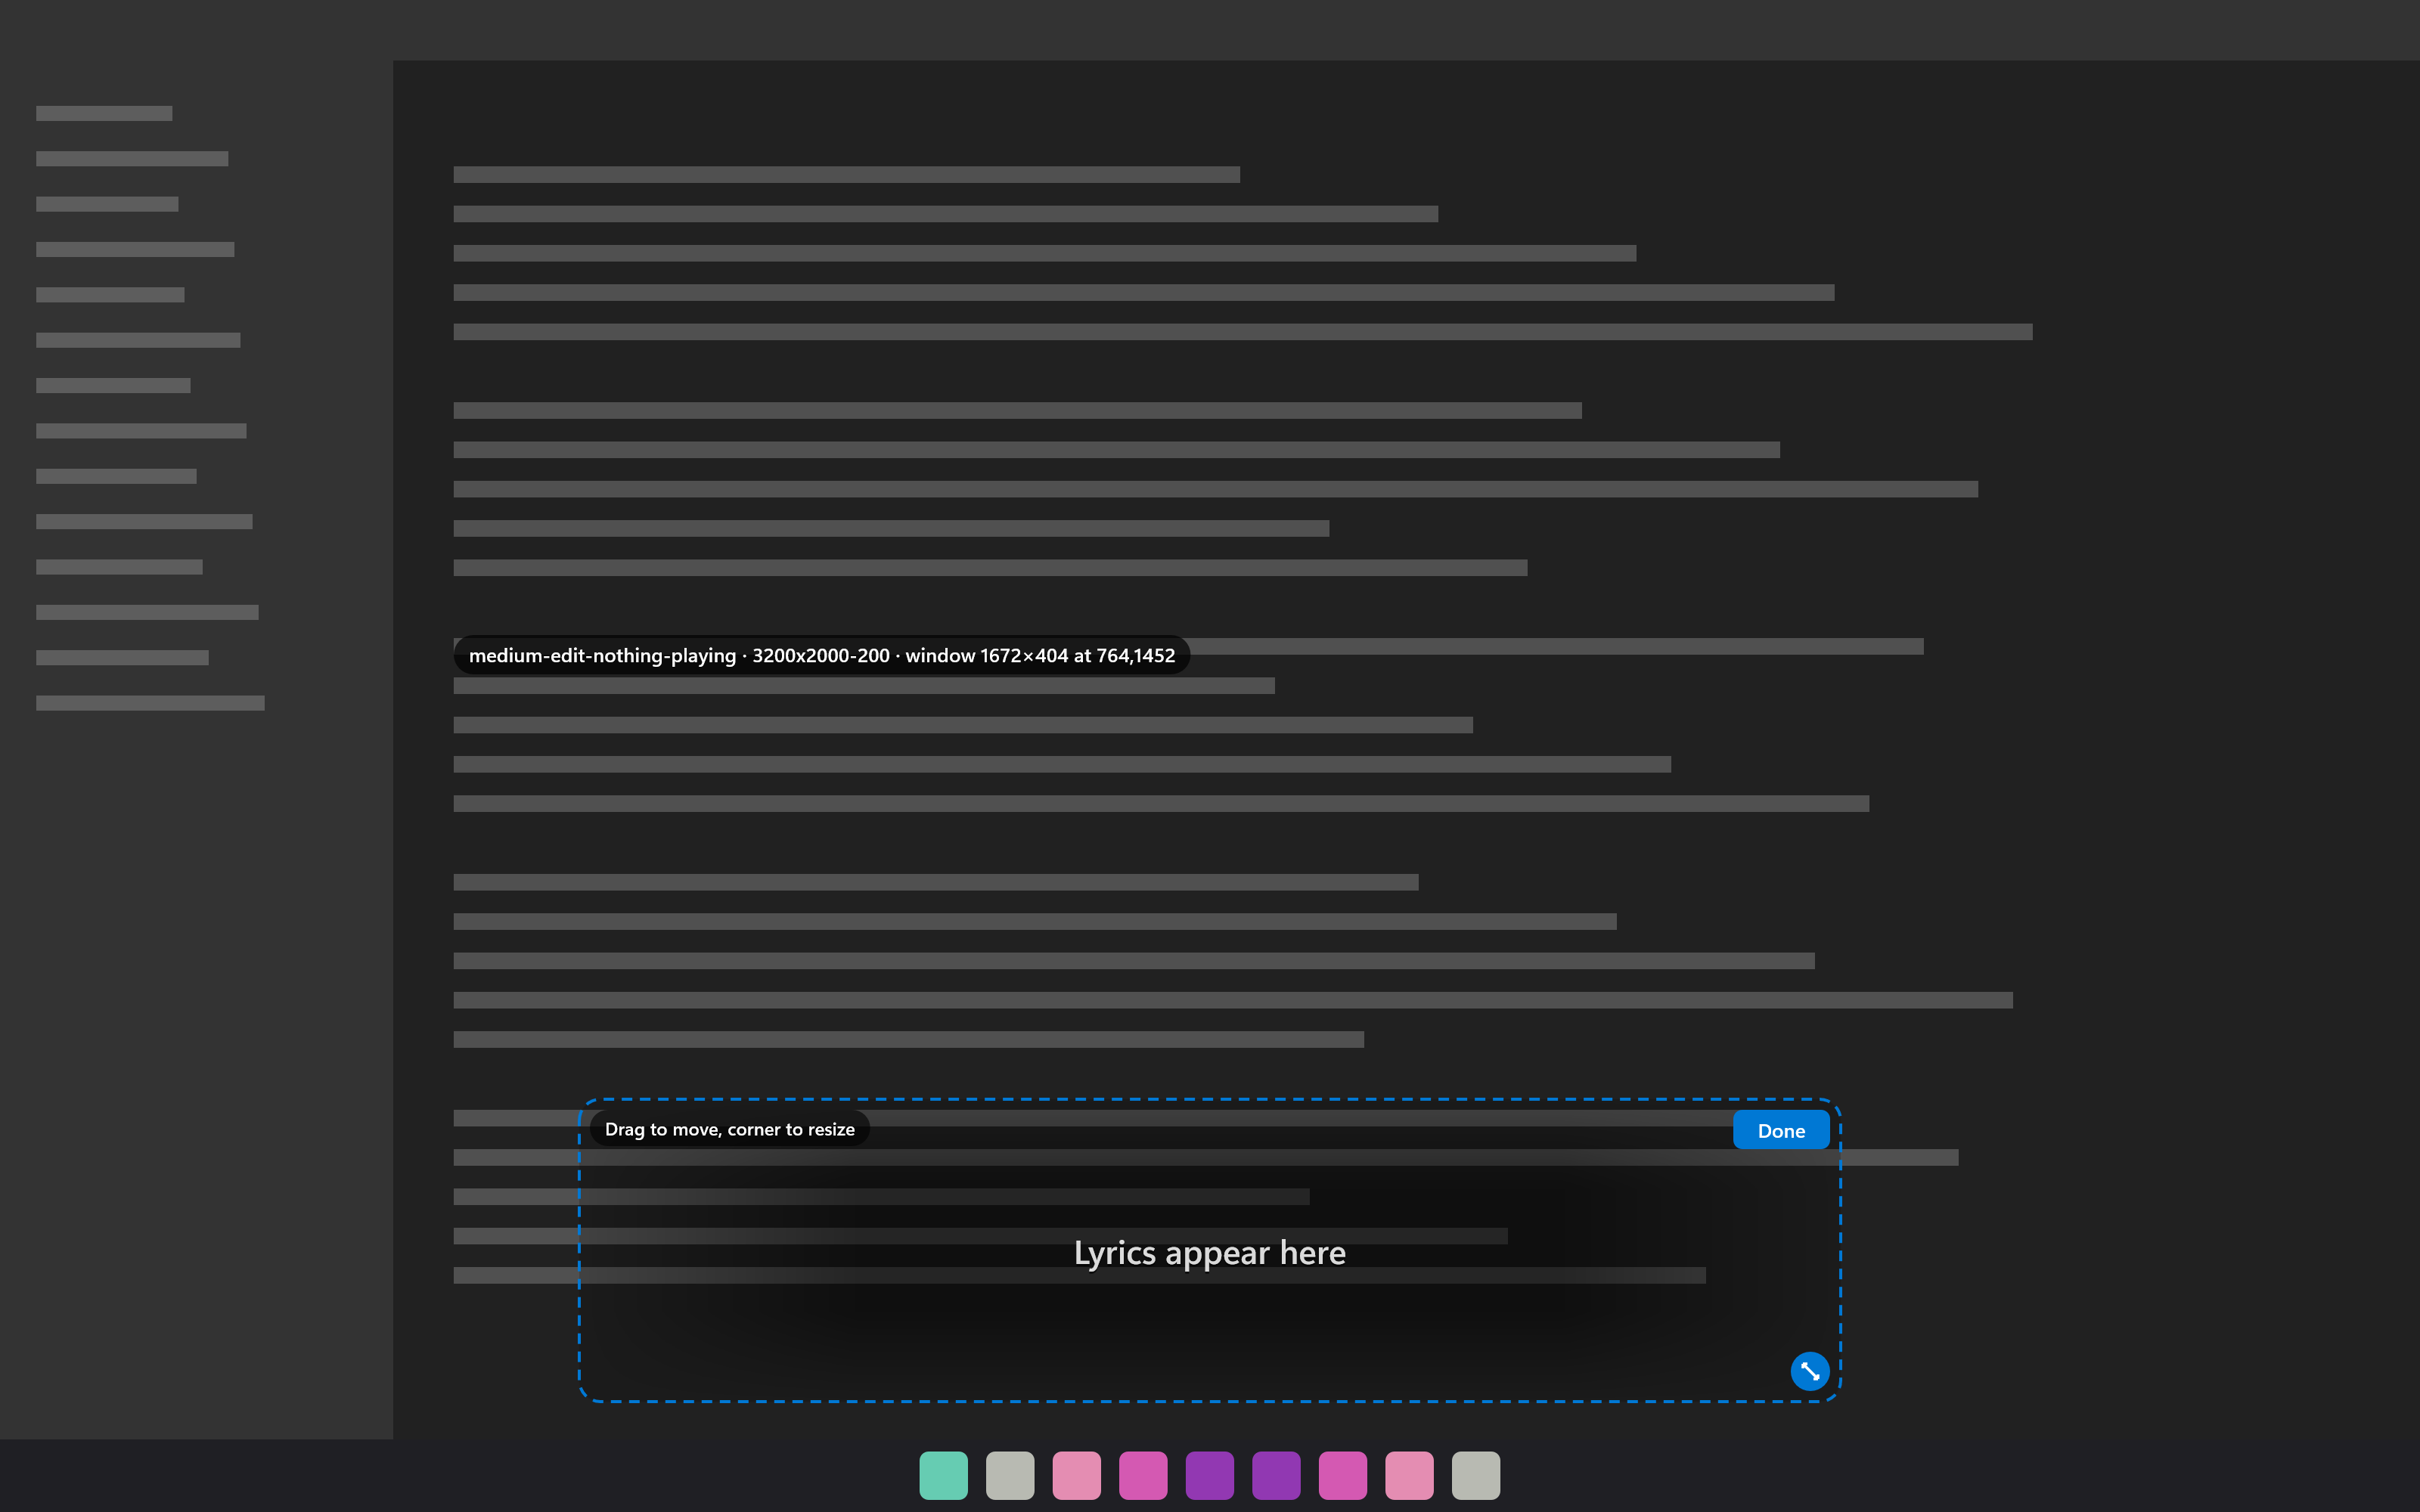 medium-edit-nothing-playing · 3200x2000-200 · window 1672×404 at 764,1452
Drag to move, corner to resize
Done
Lyrics appear here